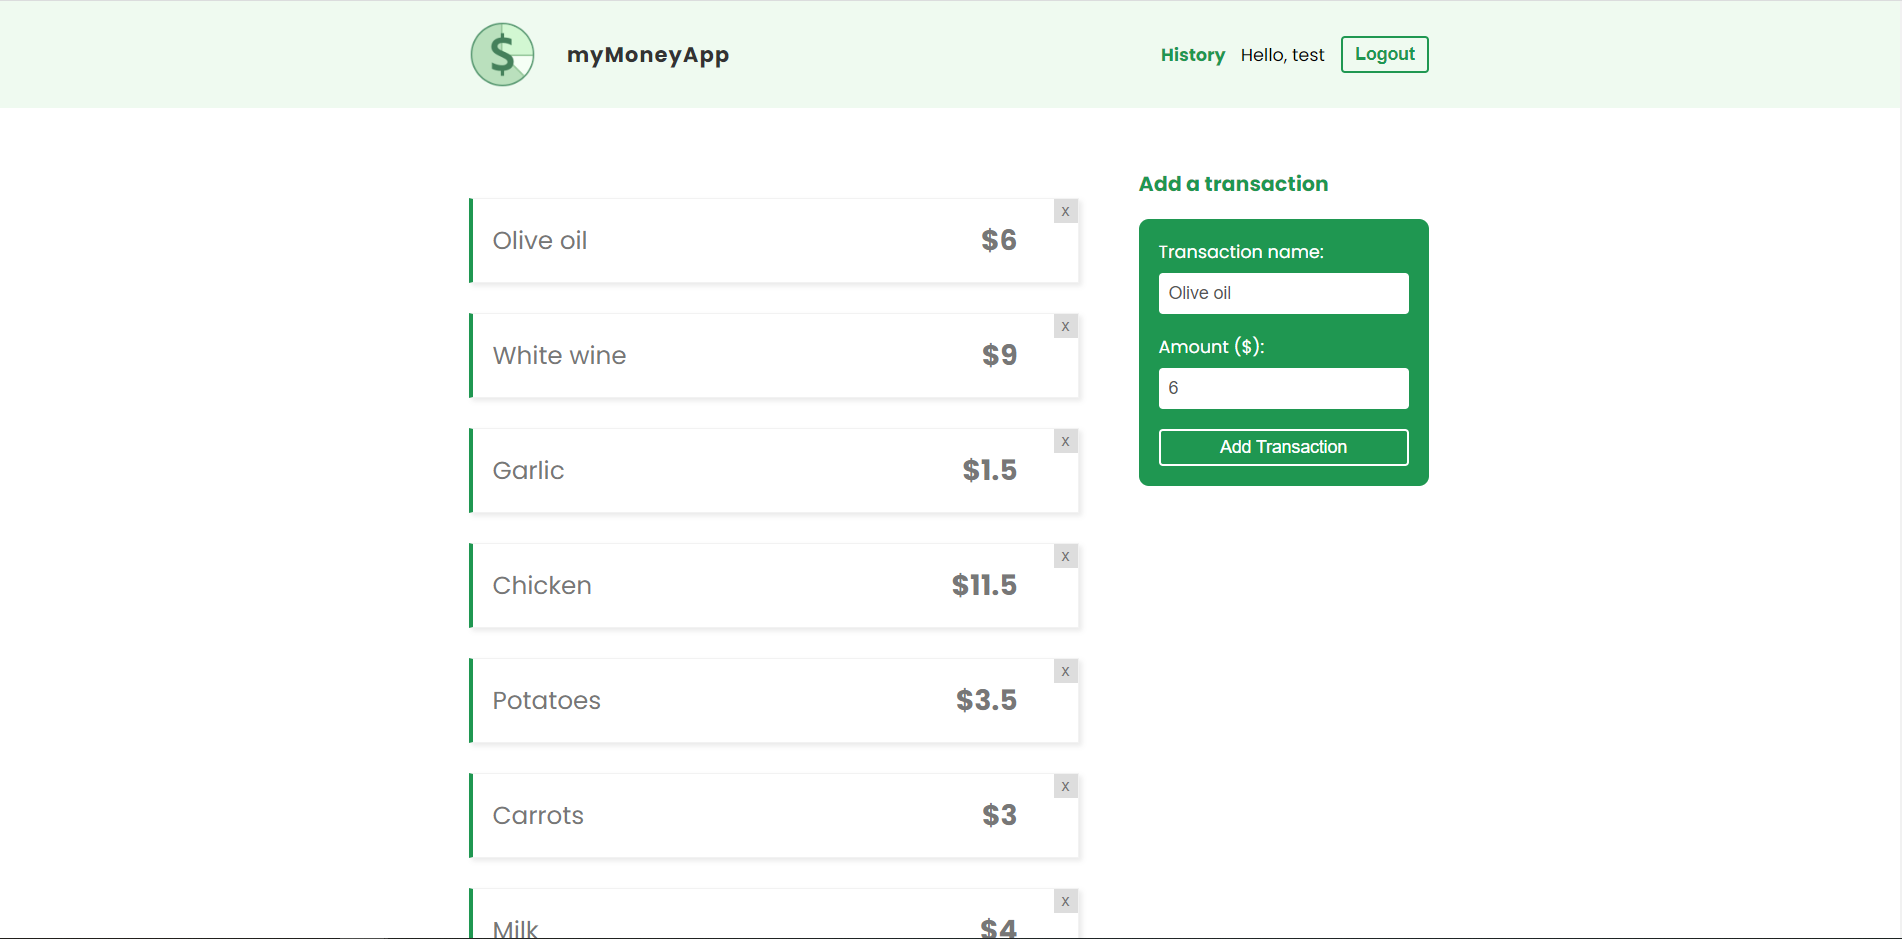 $
myMoneyApp
History Hello, test Logout
Add a transaction
X
Olive oil $6
X
White wine $9
X
Garlic $1.5
X
Chicken $11.5
X
Potatoes $3.5
X
Carrots $3
X
Milk $4
Transaction name:
Olive oil
Amount ($):
6
Add Transaction